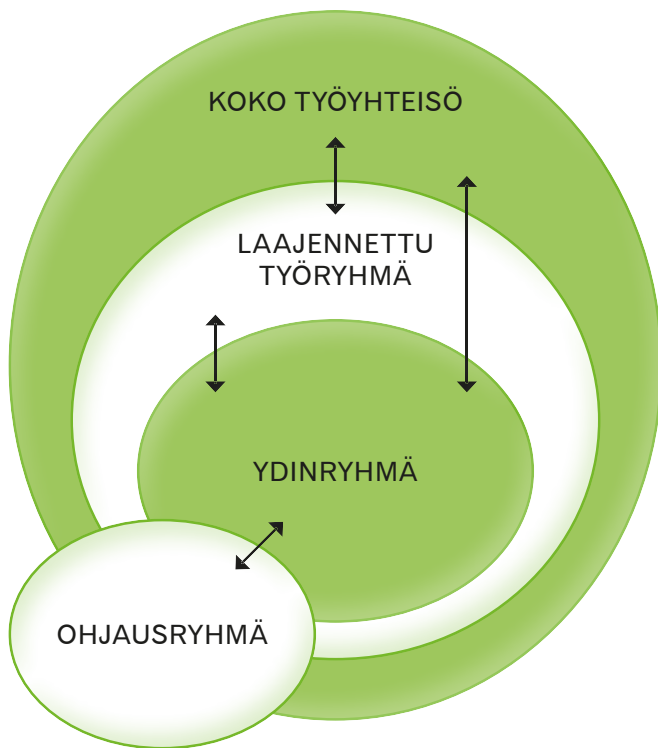 KOKO TYÖYHTEISÖ
LAAJENNETTU
TYÖRYHMÄ
YDINRYHMÄ
OHJAUSRYHMÄ